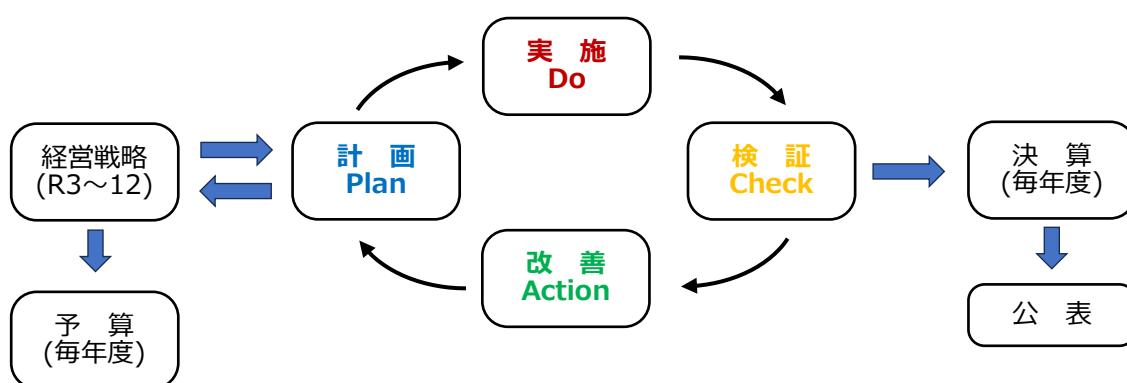 実　施
Do
経営戦略
(R3～12)
計　画
Plan
検　証
Check
決　算
(毎年度)
改　善
Action
予　算
(毎年度)
公　表